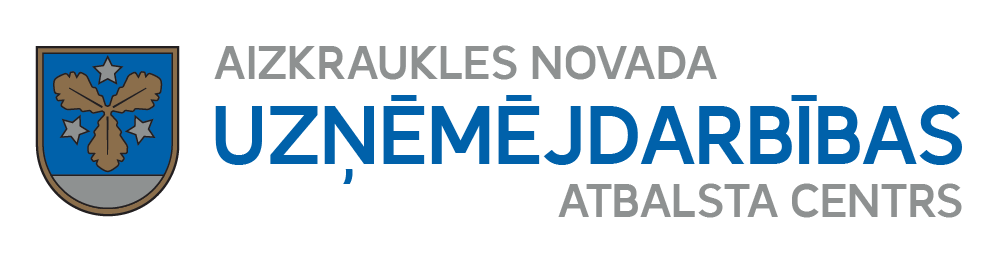 AIZKRAUKLES NOVADA
UZŅĒMĒJDARBĪBAS
ATBALSTA CENTRS